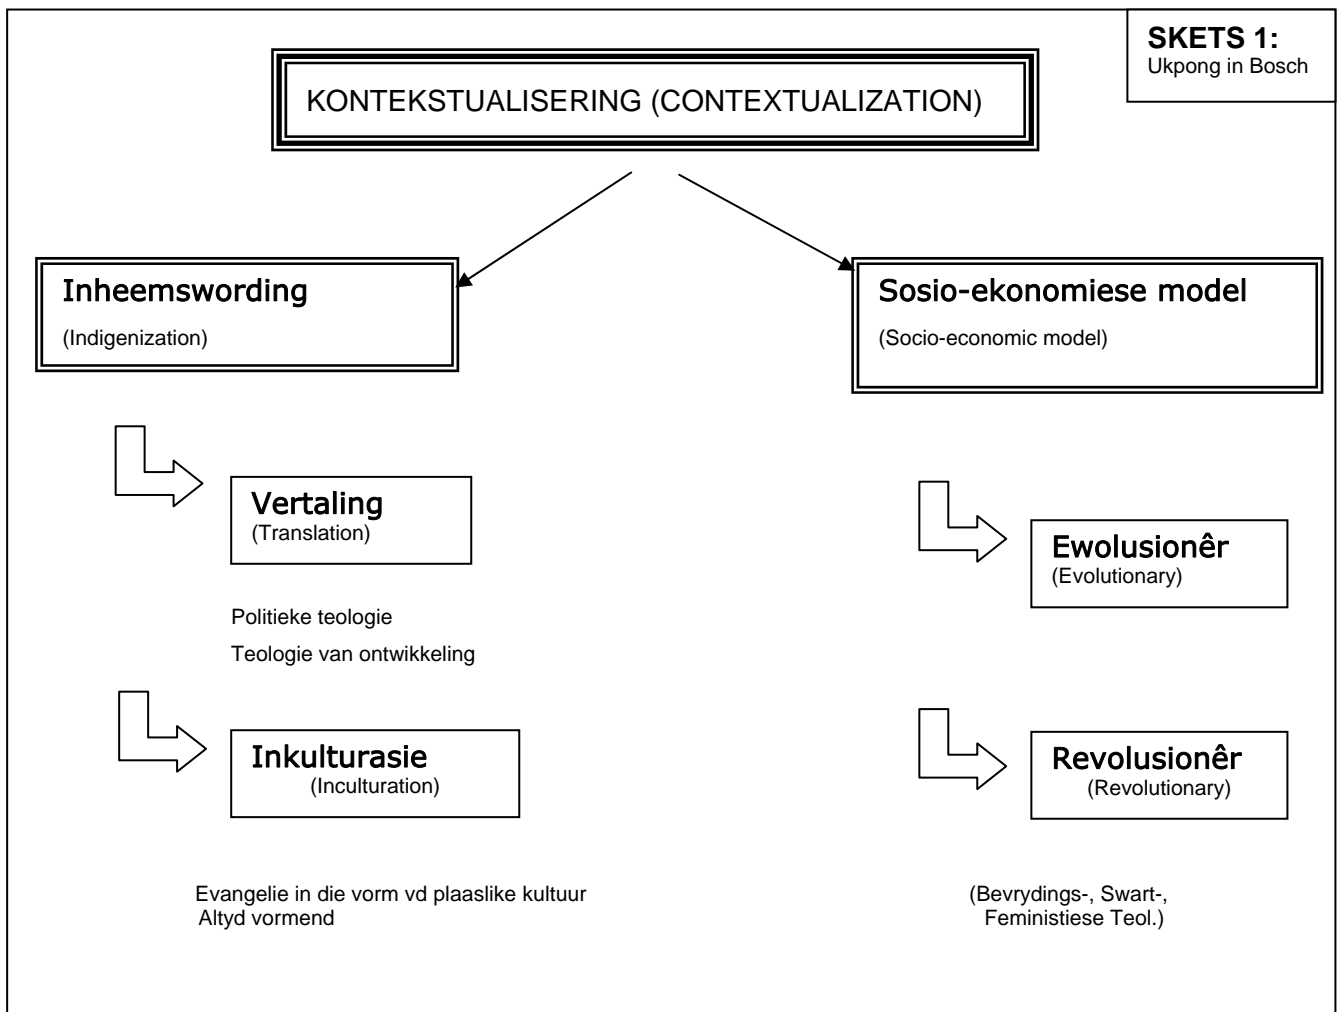 SKETS 1:
Ukpong in Bosch
KONTEKSTUALISERING (CONTEXTUALIZATION)
Inheemswording
(Indigenization)
Sosio-ekonomiese model
(Socio-economic model)
Vertaling
(Translation)
Politieke teologie
Teologie van ontwikkeling
Ewolusionêr
(Evolutionary)
Inkulturasie
(Inculturation)
Evangelie in die vorm vd plaaslike kultuur
Altyd vormend
Revolusionêr
(Revolutionary)
(Bevrydings-, Swart-,
Feministiese Teol.)